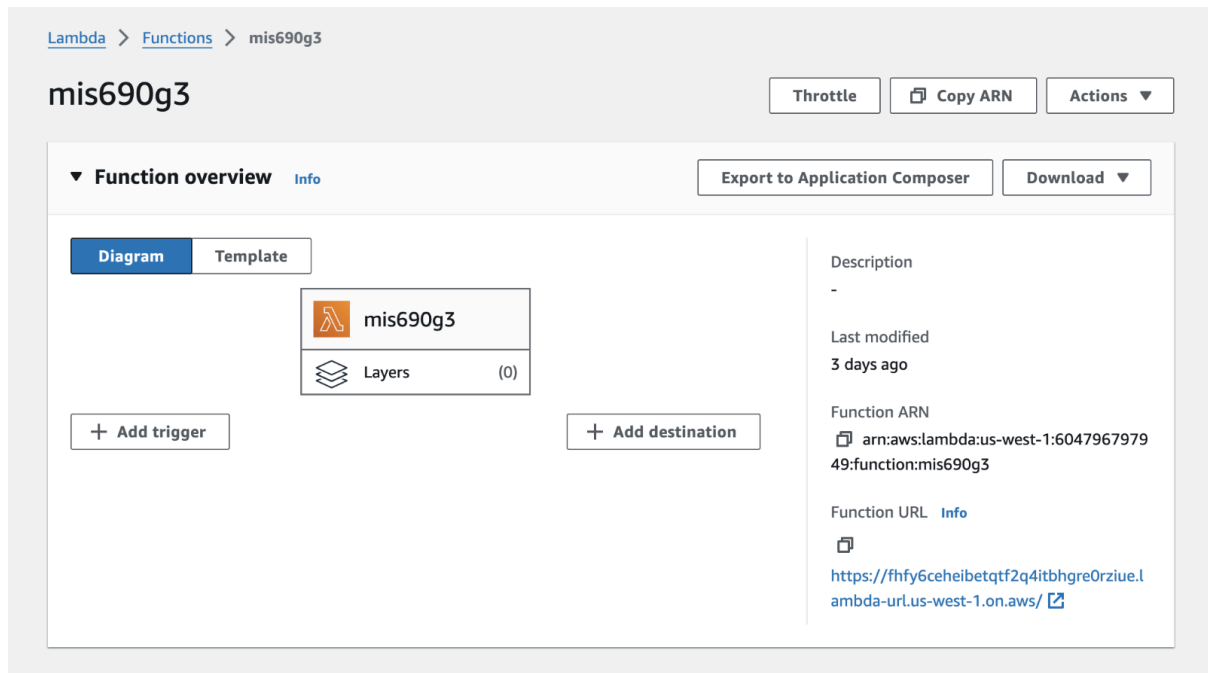 Lambda > Functions > mis690g3
mis690g3
Throttle
Copy ARN
Actions ▼
▼ Function overview Info
Export to Application Composer
Download ▼
Diagram
Template
mis690g3
Layers (0)
+ Add trigger
+ Add destination
Description
-
Last modified
3 days ago
Function ARN
arn:aws:lambda:us-west-1:6047967979
49:function:mis690g3
Function URL Info
https://fhfy6ceheibetqtf2q4itbhgre0rziue.l
ambda-url.us-west-1.on.aws/